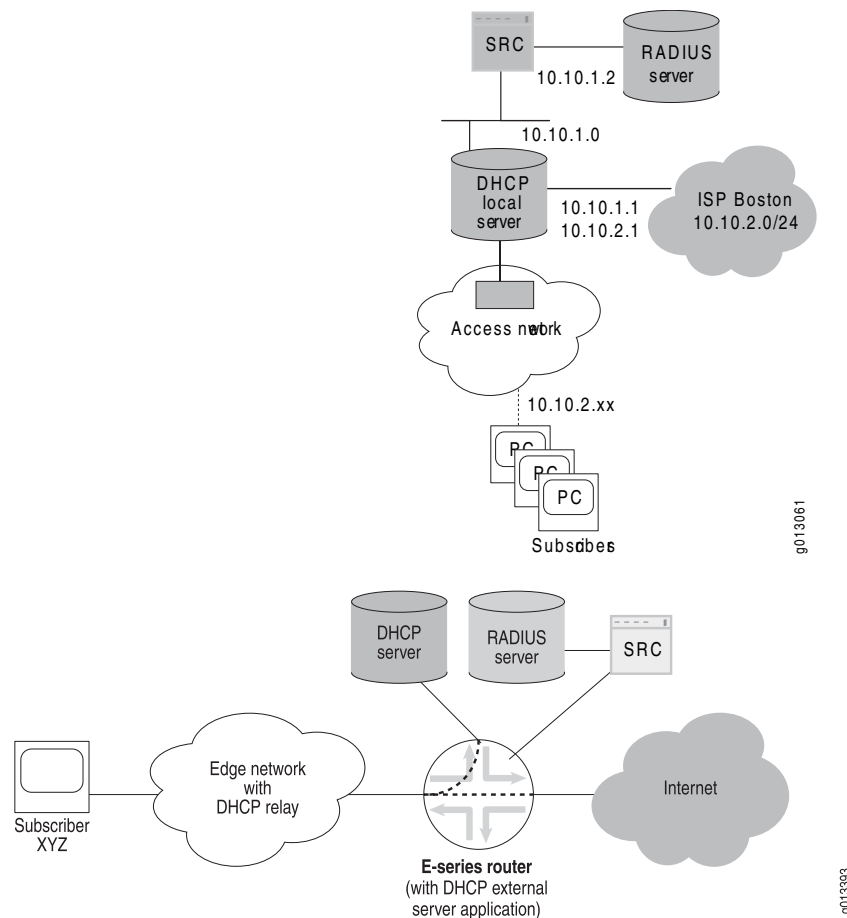 SRC
RADIUS
server
10.10.1.2
10.10.1.0
DHCP
local
server
10.10.1.1
10.10.2.1
ISP Boston
10.10.2.0/24
Access network
10.10.2.xx
PC
PC
PC
Subscribers
g013061
DHCP
server
RADIUS
server
SRC
Edge network
with
DHCP relay
Internet
Subscriber
XYZ
E-series router
(with DHCP external
server application)
g013393